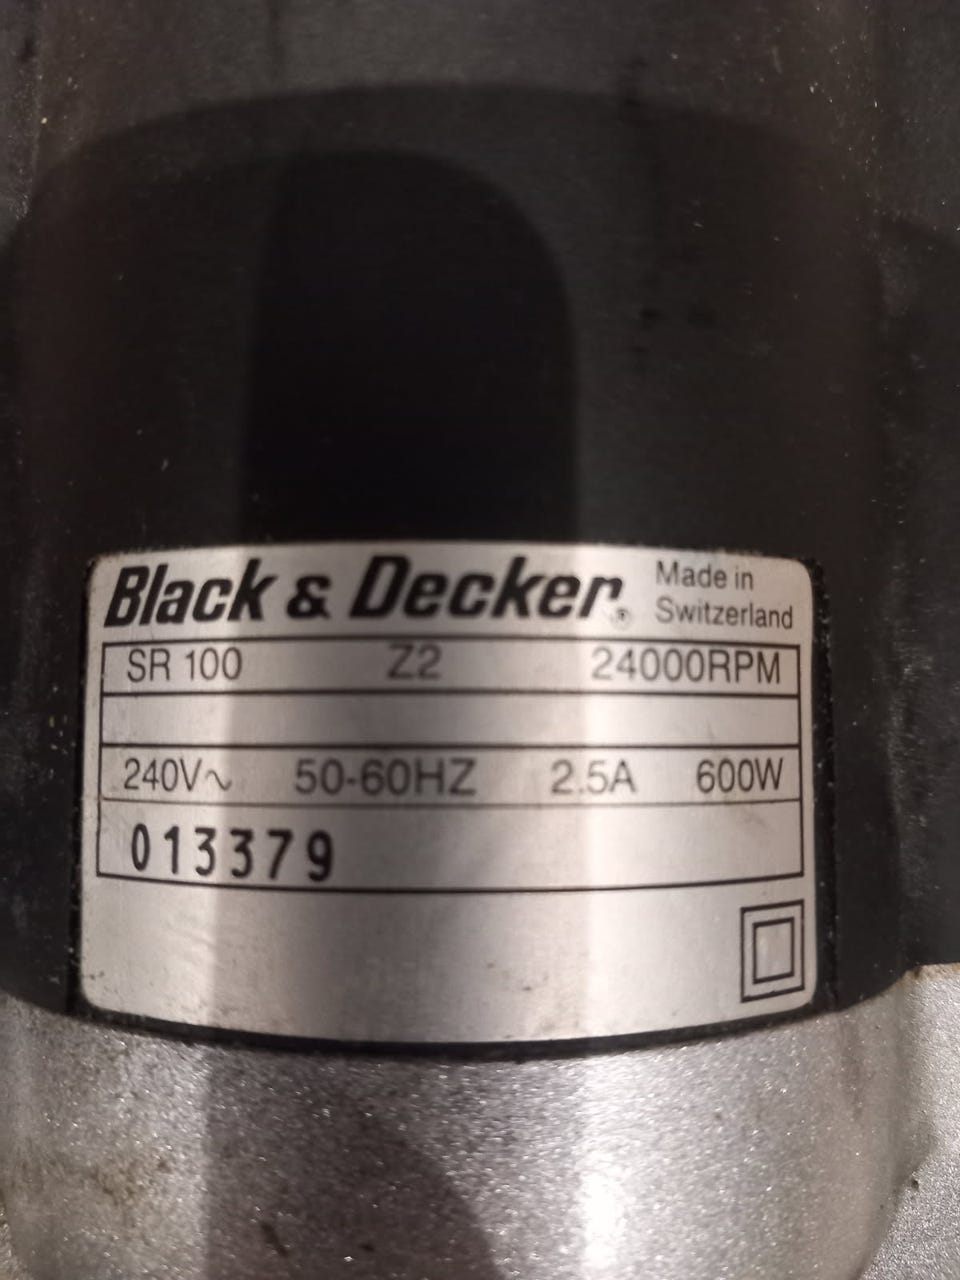 Black & Decker® Made in
Switzerland
SR 100 Z2 24000RPM
240V~ 50-60HZ 2.5A 600W
013379